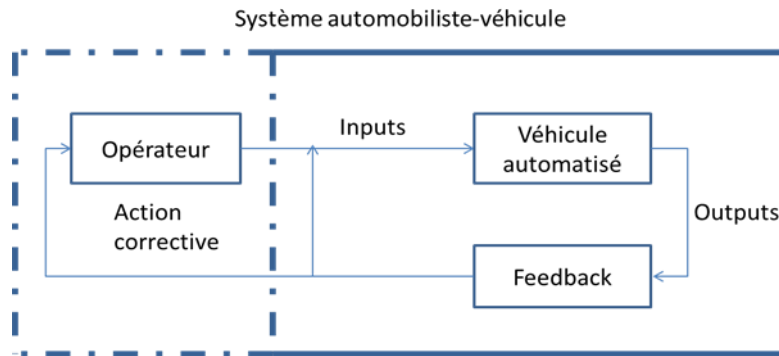 Système automobiliste-véhicule
Opérateur
Inputs
Véhicule
automatisé
Action
corrective
Outputs
Feedback